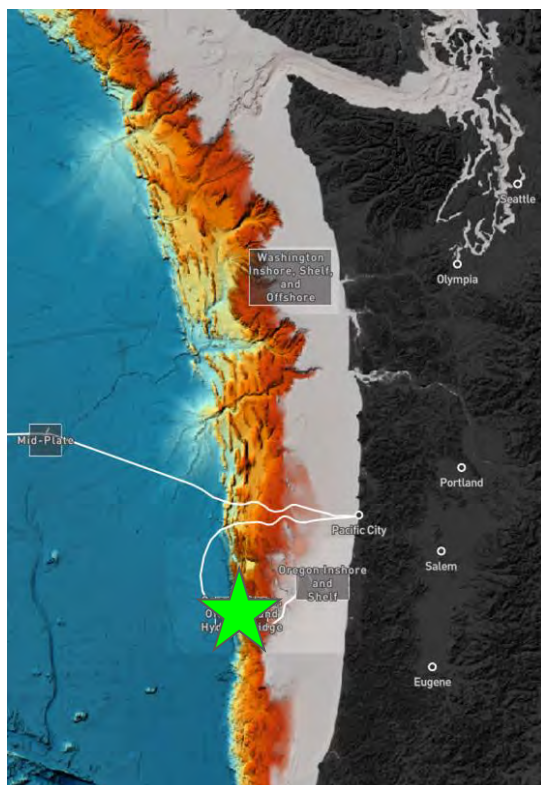 Seattle
Washington
Inshore, Shelf,
and
Offshore
Olympia
Mid-Plate
Portland
Pacific City
Salem
Oregon Inshore
and
Shelf
Eugene